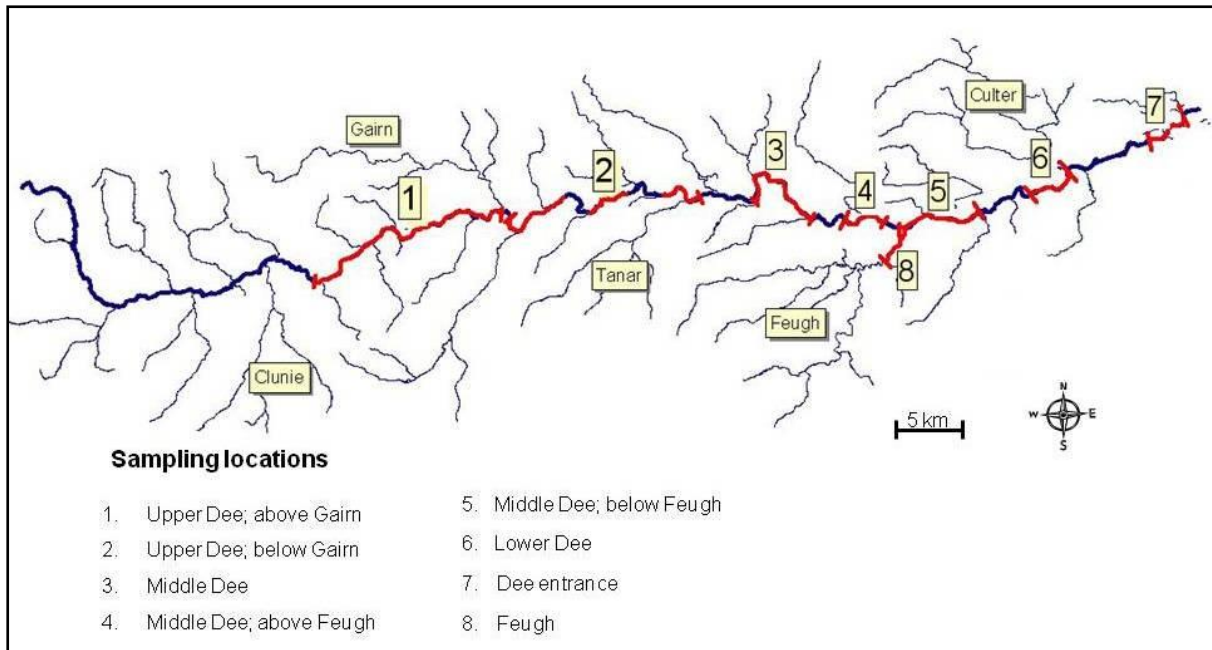 Culter
7
Gairn
3
6
2
4
5
1
Tanar
8
Feugh
Clunie
5 km
N
W E
S
Sampling locations
1. Upper Dee; above Gairn
2. Upper Dee; below Gairn
3. Middle Dee
4. Middle Dee; above Feugh
5. Middle Dee; below Feugh
6. Lower Dee
7. Dee entrance
8. Feugh